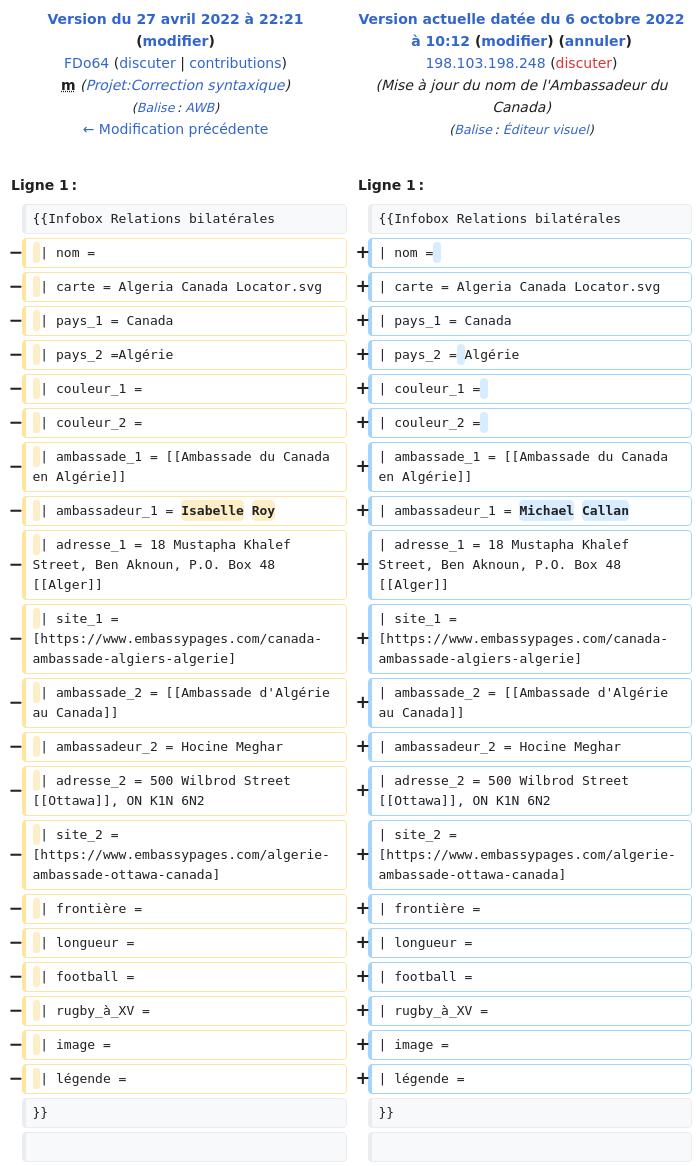 Version du 27 avril 2022 à 22:21
(modifier)
FDo64 (discuter | contributions)
m (Projet:Correction syntaxique)
(Balise : AWB)
← Modification précédente
Version actuelle datée du 6 octobre 2022
à 10:12 (modifier) (annuler)
198.103.198.248 (discuter)
(Mise à jour du nom de l'Ambassadeur du
Canada)
(Balise : Éditeur visuel)
Ligne 1 :
{{Infobox Relations bilatérales
− | nom =
− | carte = Algeria Canada Locator.svg
− | pays_1 = Canada
− | pays_2 =Algérie
− | couleur_1 =
− | couleur_2 =
− | ambassade_1 = [[Ambassade du Canada
en Algérie]]
− | ambassadeur_1 = Isabelle Roy
− | adresse_1 = 18 Mustapha Khalef
Street, Ben Aknoun, P.O. Box 48
[[Alger]]
− | site_1 =
[https://www.embassypages.com/canada-
ambassade-algiers-algerie]
− | ambassade_2 = [[Ambassade d'Algérie
au Canada]]
− | ambassadeur_2 = Hocine Meghar
− | adresse_2 = 500 Wilbrod Street
[[Ottawa]], ON K1N 6N2
− | site_2 =
[https://www.embassypages.com/algerie-
ambassade-ottawa-canada]
− | frontière =
− | longueur =
− | football =
− | rugby_à_XV =
− | image =
− | légende =
}}
Ligne 1 :
{{Infobox Relations bilatérales
+ | nom =
+ | carte = Algeria Canada Locator.svg
+ | pays_1 = Canada
+ | pays_2 = Algérie
+ | couleur_1 =
+ | couleur_2 =
+ | ambassade_1 = [[Ambassade du Canada
en Algérie]]
+ | ambassadeur_1 = Michael Callan
+ | adresse_1 = 18 Mustapha Khalef
Street, Ben Aknoun, P.O. Box 48
[[Alger]]
+ | site_1 =
[https://www.embassypages.com/canada-
ambassade-algiers-algerie]
+ | ambassade_2 = [[Ambassade d'Algérie
au Canada]]
+ | ambassadeur_2 = Hocine Meghar
+ | adresse_2 = 500 Wilbrod Street
[[Ottawa]], ON K1N 6N2
+ | site_2 =
[https://www.embassypages.com/algerie-
ambassade-ottawa-canada]
+ | frontière =
+ | longueur =
+ | football =
+ | rugby_à_XV =
+ | image =
+ | légende =
}}